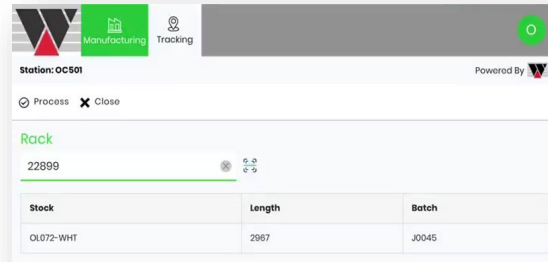 Manufacturing
Tracking
O
Station: OC501
Powered By
Process
Close
Rack
22899
Stock Length Batch
OL072-WHT 2967 J0045